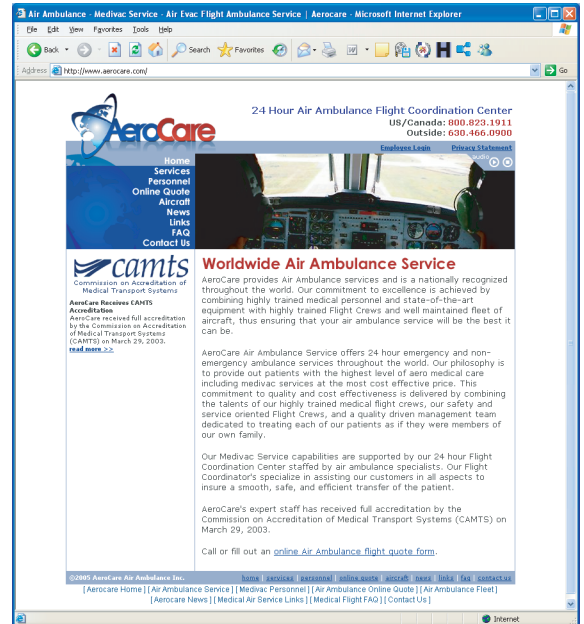 Air Ambulance - Medivac Service - Air Evac Flight Ambulance Service | Aerocare - Microsoft Internet Explorer
File Edit View Favorites Tools Help
Back Search Favorites
Address http://www.aerocare.com/ Go
AeroCare
24 Hour Air Ambulance Flight Coordination Center
US/Canada: 800.823.1911
Outside: 630.466.0900
Employee Login Privacy Statement
audio
Home
Services
Personnel
Online Quote
Aircraft
News
Links
FAQ
Contact Us
camts
Commission on Accreditation of
Medical Transport Systems
AeroCare Receives CAMTS
Accreditation
AeroCare received full accreditation
by the Commission on Accreditation
of Medical Transport Systems
(CAMTS) on March 29, 2003.
read more >>
Worldwide Air Ambulance Service
AeroCare provides Air Ambulance services and is a nationally recognized
throughout the world. Our commitment to excellence is achieved by
combining highly trained medical personnel and state-of-the-art
equipment with highly trained Flight Crews and well maintained fleet of
aircraft, thus ensuring that your air ambulance service will be the best it
can be.
AeroCare Air Ambulance Service offers 24 hour emergency and non-
emergency ambulance services throughout the world. Our philosophy is
to provide out patients with the highest level of aero medical care
including medivac services at the most cost effective price. This
commitment to quality and cost effectiveness is delivered by combining
the talents of our highly trained medical flight crews, our safety and
service oriented Flight Crews, and a quality driven management team
dedicated to treating each of our patients as if they were members of
our own family.
Our Medivac Service capabilities are supported by our 24 hour Flight
Coordination Center staffed by air ambulance specialists. Our Flight
Coordinator's specialize in assisting our customers in all aspects to
insure a smooth, safe, and efficient transfer of the patient.
AeroCare's expert staff has received full accreditation by the
Commission on Accreditation of Medical Transport Systems (CAMTS) on
March 29, 2003.
Call or fill out an online Air Ambulance flight quote form.
©2005 AeroCare Air Ambulance Inc. home | services | personnel | online quote | aircraft | news | links | faq | contact us
[ Aerocare Home ] [ Air Ambulance Service ] [ Medivac Personnel ] [ Air Ambulance Online Quote ] [ Air Ambulance Fleet ]
[ Aerocare News ] [ Medical Air Service Links ] [ Medical Flight FAQ ] [ Contact Us ]
Internet